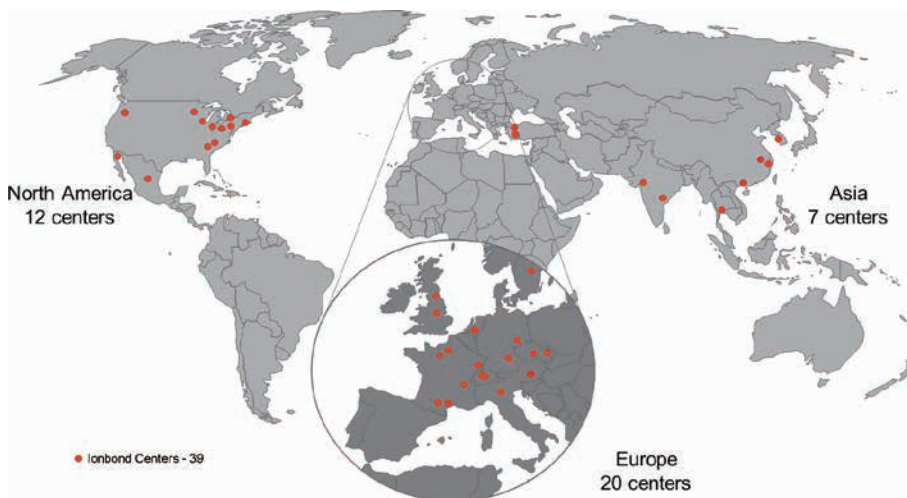 North America
12 centers
Asia
7 centers
Ionbond Centers - 39
Europe
20 centers